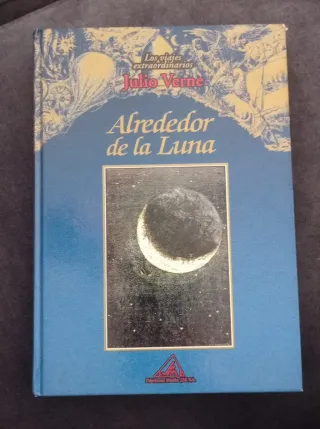 Los viajes
extraordinarios
Julio Verne
Alrededor
de la Luna